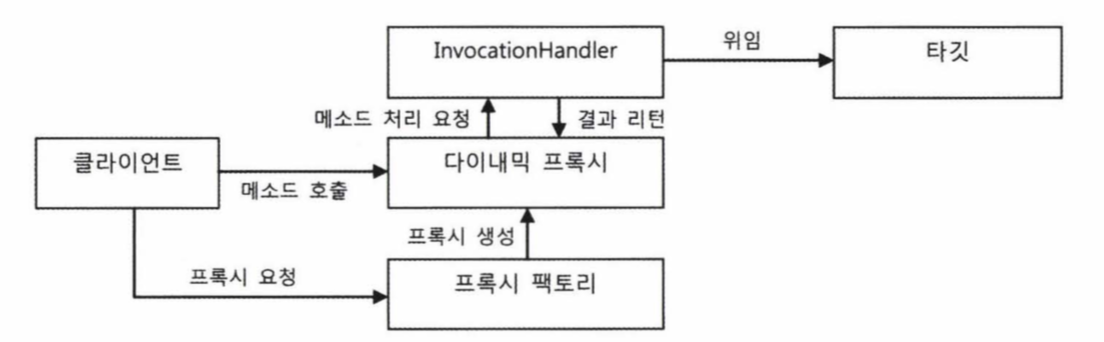 InvocationHandler
위임
타깃
메소드 처리 요청
결과 리턴
클라이언트
메소드 호출
다이내믹 프록시
프록시 생성
프록시 요청
프록시 팩토리